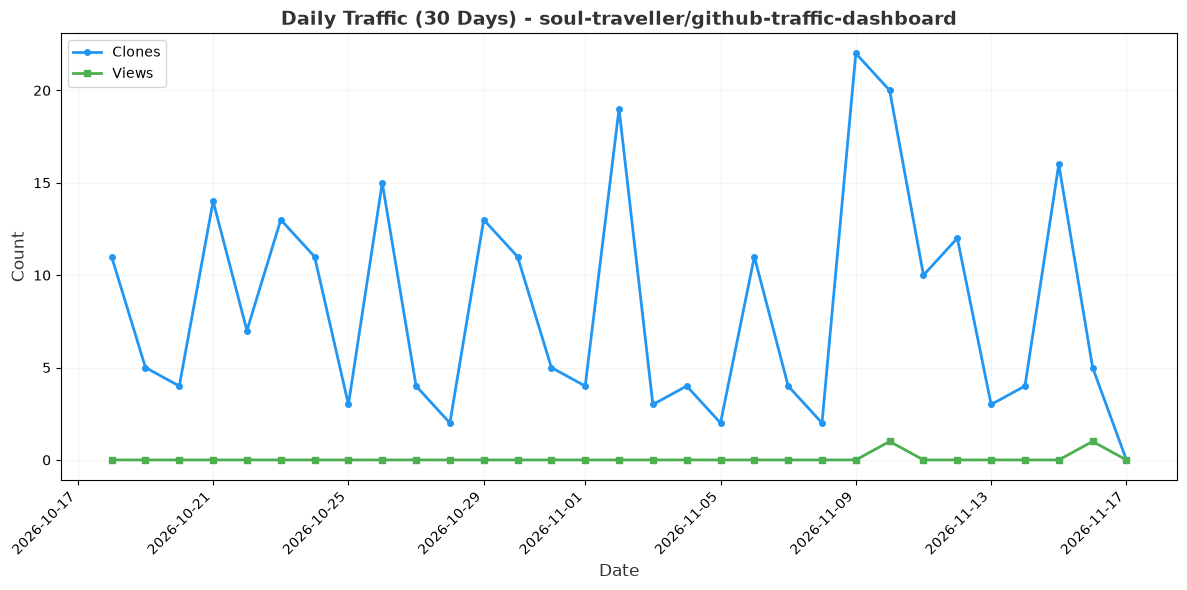 Daily Traffic (30 Days) - soul-traveller/github-traffic-dashboard
Clones
Views
Count
20
15
10
5
0
2026-10-17
2026-10-21
2026-10-25
2026-10-29
2026-11-01
2026-11-05
2026-11-09
2026-11-13
2026-11-17
Date